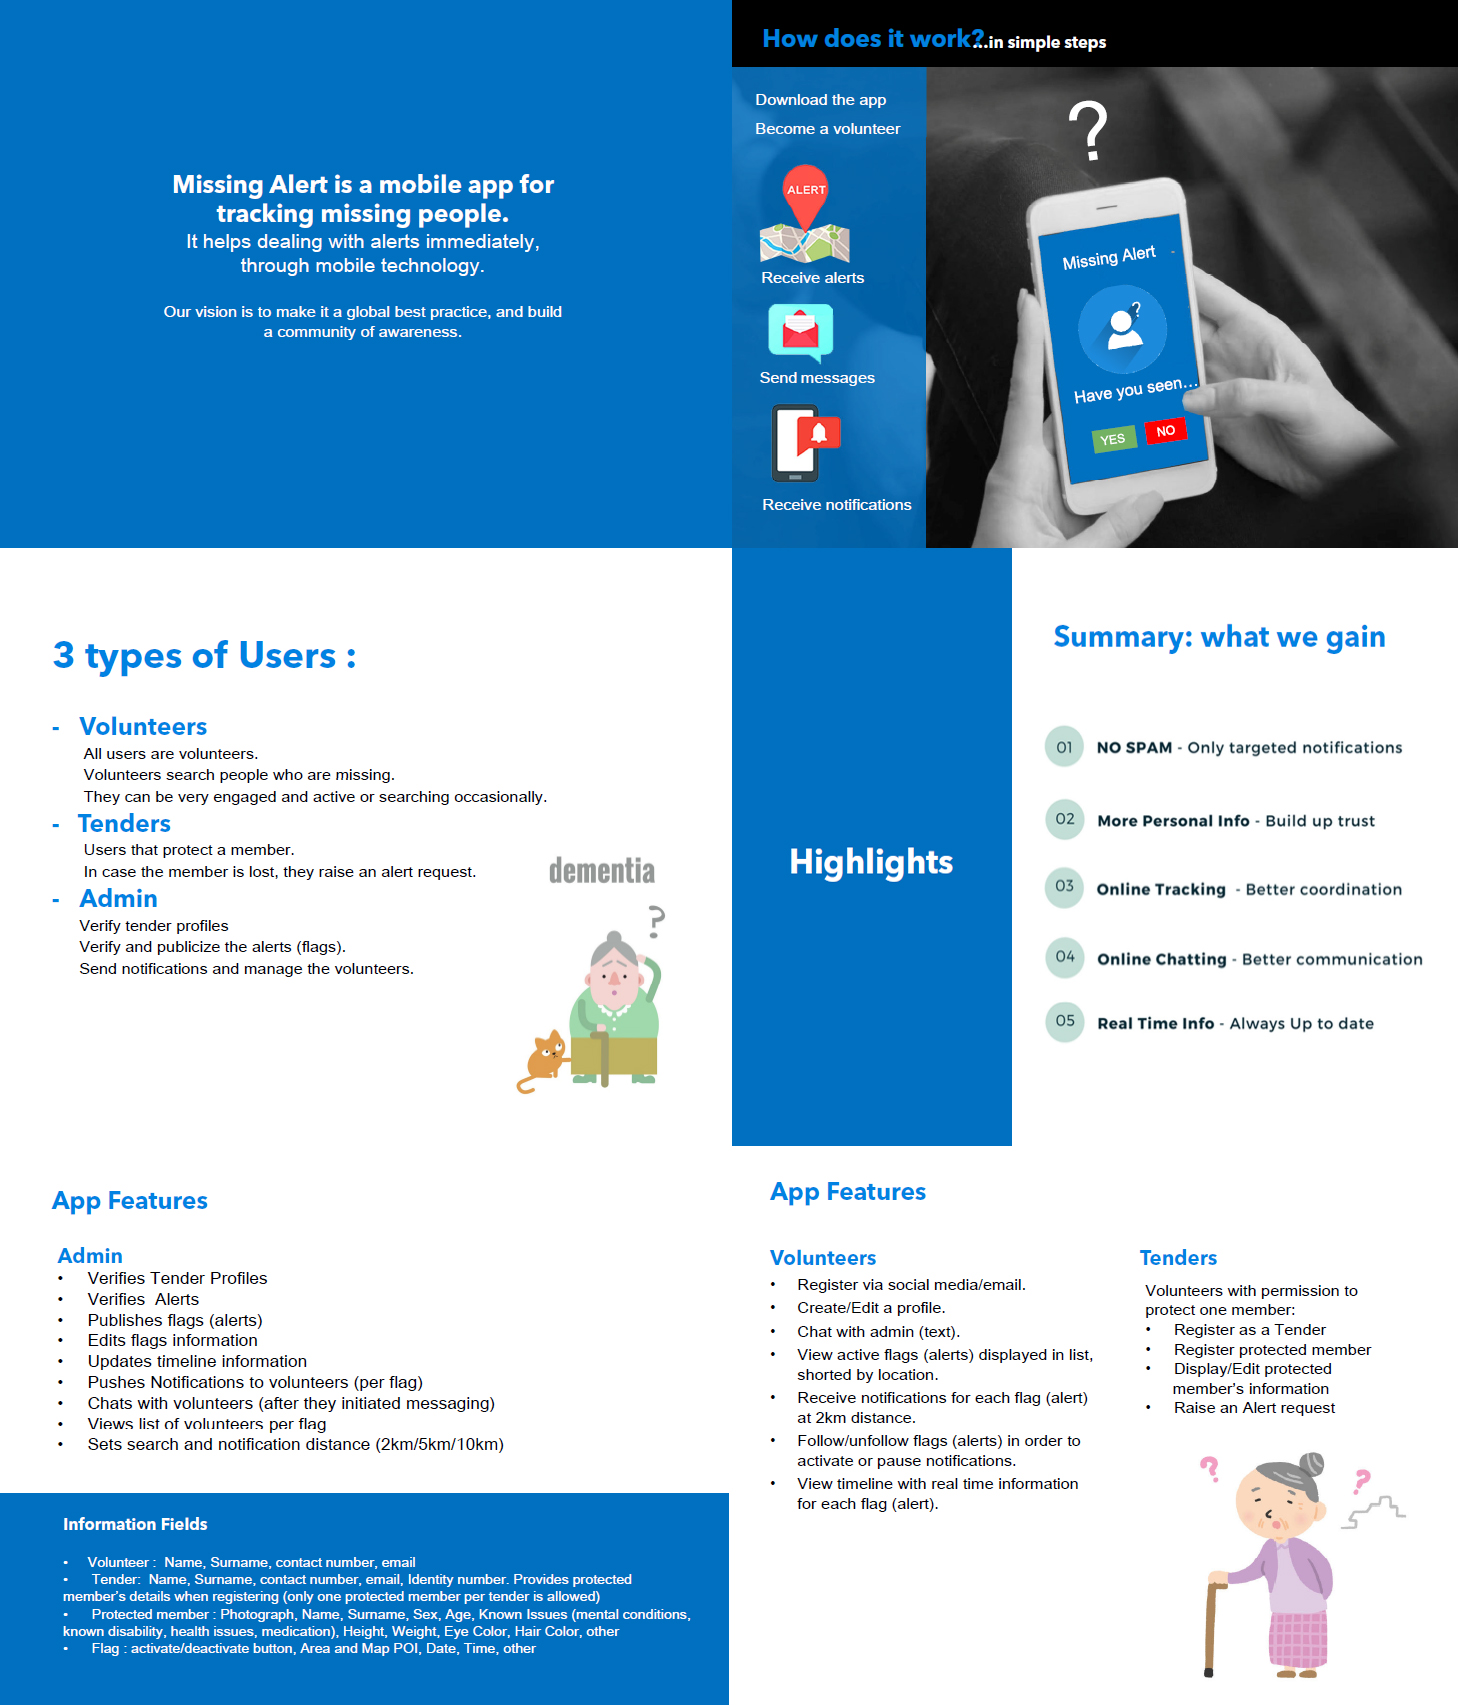 Missing Alert is a mobile app for
tracking missing people.
It helps dealing with alerts immediately,
through mobile technology.
Our vision is to make it a global best practice, and build
a community of awareness.
How does it work?...in simple steps
Download the app
Become a volunteer
ALERT
Receive alerts
Send messages
Receive notifications
?
Missing Alert
?
Have you seen...
YES
NO
3 types of Users :
- Volunteers
All users are volunteers.
Volunteers search people who are missing.
They can be very engaged and active or searching occasionally.
- Tenders
Users that protect a member.
In case the member is lost, they raise an alert request.
- Admin
Verify tender profiles
Verify and publicize the alerts (flags).
Send notifications and manage the volunteers.
dementia
?
Highlights
Summary: what we gain
01 NO SPAM - Only targeted notifications
02 More Personal Info - Build up trust
03 Online Tracking - Better coordination
04 Online Chatting - Better communication
05 Real Time Info - Always Up to date
App Features
Admin
• Verifies Tender Profiles
• Verifies Alerts
• Publishes flags (alerts)
• Edits flags information
• Updates timeline information
• Pushes Notifications to volunteers (per flag)
• Chats with volunteers (after they initiated messaging)
• Views list of volunteers per flag
• Sets search and notification distance (2km/5km/10km)
Information Fields
• Volunteer : Name, Surname, contact number, email
• Tender: Name, Surname, contact number, email, Identity number. Provides protected
member's details when registering (only one protected member per tender is allowed)
• Protected member : Photograph, Name, Surname, Sex, Age, Known Issues (mental conditions,
known disability, health issues, medication), Height, Weight, Eye Color, Hair Color, other
• Flag : activate/deactivate button, Area and Map POI, Date, Time, other
App Features
Volunteers
• Register via social media/email.
• Create/Edit a profile.
• Chat with admin (text).
• View active flags (alerts) displayed in list,
shorted by location.
• Receive notifications for each flag (alert)
at 2km distance.
• Follow/unfollow flags (alerts) in order to
activate or pause notifications.
• View timeline with real time information
for each flag (alert).
Tenders
Volunteers with permission to
protect one member:
• Register as a Tender
• Register protected member
• Display/Edit protected
member's information
• Raise an Alert request
?
?